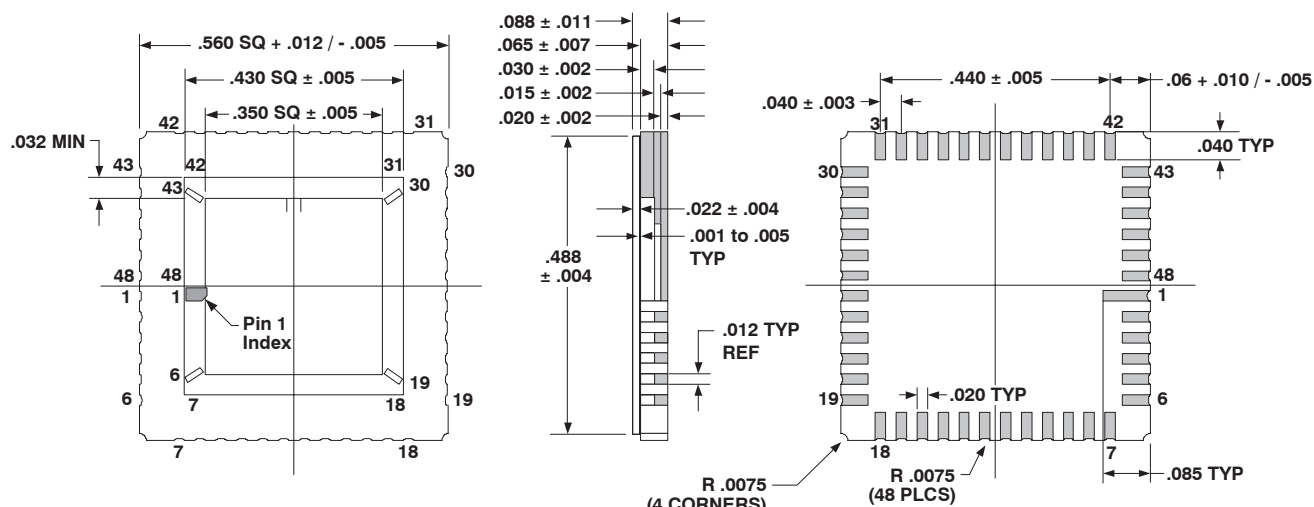 .560 SQ + .012 / - .005
.430 SQ ± .005
.350 SQ ± .005
.032 MIN
42
31
43
42
31
30
43
30
48
48
1
1
Pin 1
Index
6
19
6
7
18
19
7
18
.088 ± .011
.065 ± .007
.030 ± .002
.015 ± .002
.020 ± .002
.022 ± .004
.001 to .005
TYP
.488
± .004
.012 TYP
REF
.440 ± .005
.06 + .010 / - .005
.040 ± .003
31
42
.040 TYP
30
43
48
1
.020 TYP
19
6
18
7
R .0075
(4 CORNERS)
R .0075
(48 PLCS)
.085 TYP